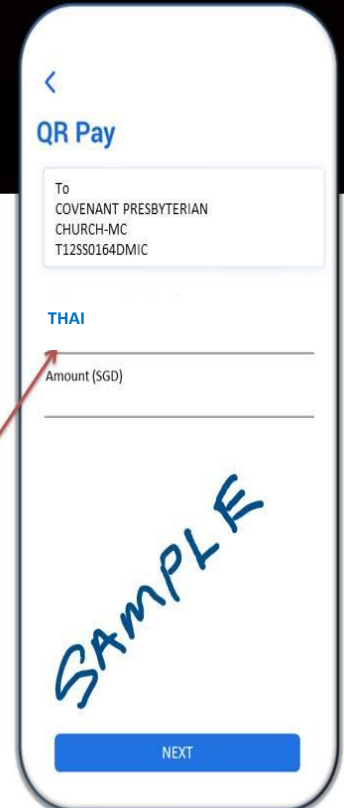 QR Pay
To
COVENANT PRESBYTERIAN
CHURCH-MC
T12SS0164DMIC
THAI
Amount (SGD)
SAMPLE
NEXT